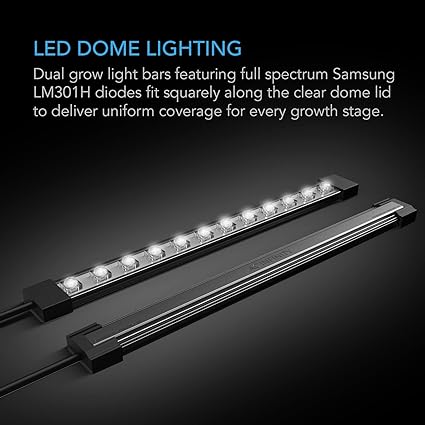 LED DOME LIGHTING
Dual grow light bars featuring full spectrum Samsung
LM301H diodes fit squarely along the clear dome lid
to deliver uniform coverage for every growth stage.